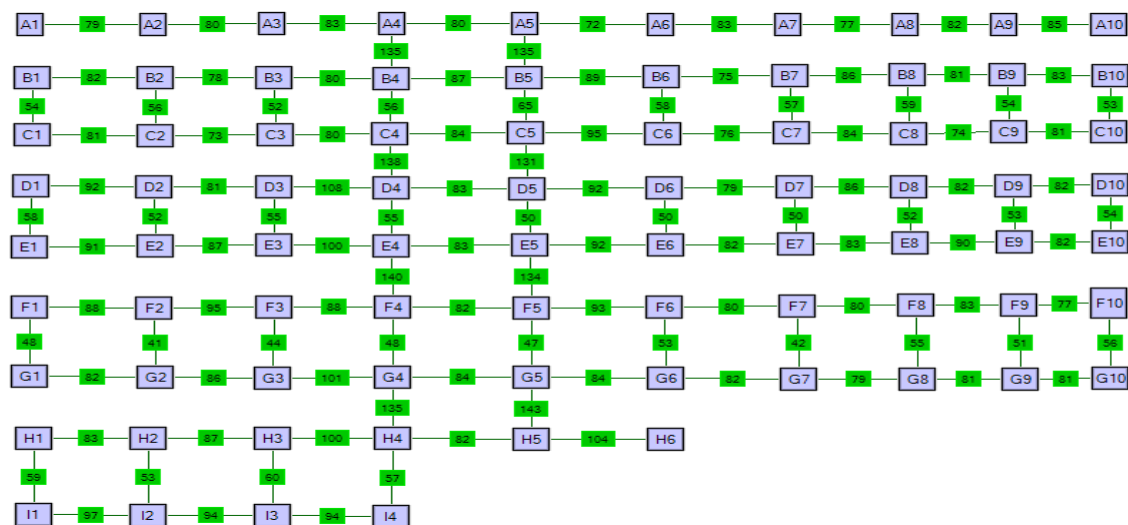 A1 79 A2 80 A3 83 A4 80 A5 72 A6 83 A7 77 A8 82 A9 85 A10
135 135
B1 82 B2 78 B3 80 B4 87 B5 89 B6 75 B7 86 B8 81 B9 83 B10
54 56 52 56 65 58 57 59 54 53
C1 81 C2 73 C3 80 C4 84 C5 95 C6 76 C7 84 C8 74 C9 81 C10
138 131
D1 92 D2 81 D3 108 D4 83 D5 92 D6 79 D7 86 D8 82 D9 82 D10
58 52 55 55 50 50 50 52 53 54
E1 91 E2 87 E3 100 E4 83 E5 92 E6 82 E7 83 E8 90 E9 82 E10
140 134
F1 88 F2 95 F3 88 F4 82 F5 93 F6 80 F7 80 F8 83 F9 77 F10
48 41 44 48 47 53 42 55 51 56
G1 82 G2 86 G3 101 G4 84 G5 84 G6 82 G7 79 G8 81 G9 81 G10
135 143
H1 83 H2 87 H3 100 H4 82 H5 104 H6
59 53 60 57
I1 97 I2 94 I3 94 I4